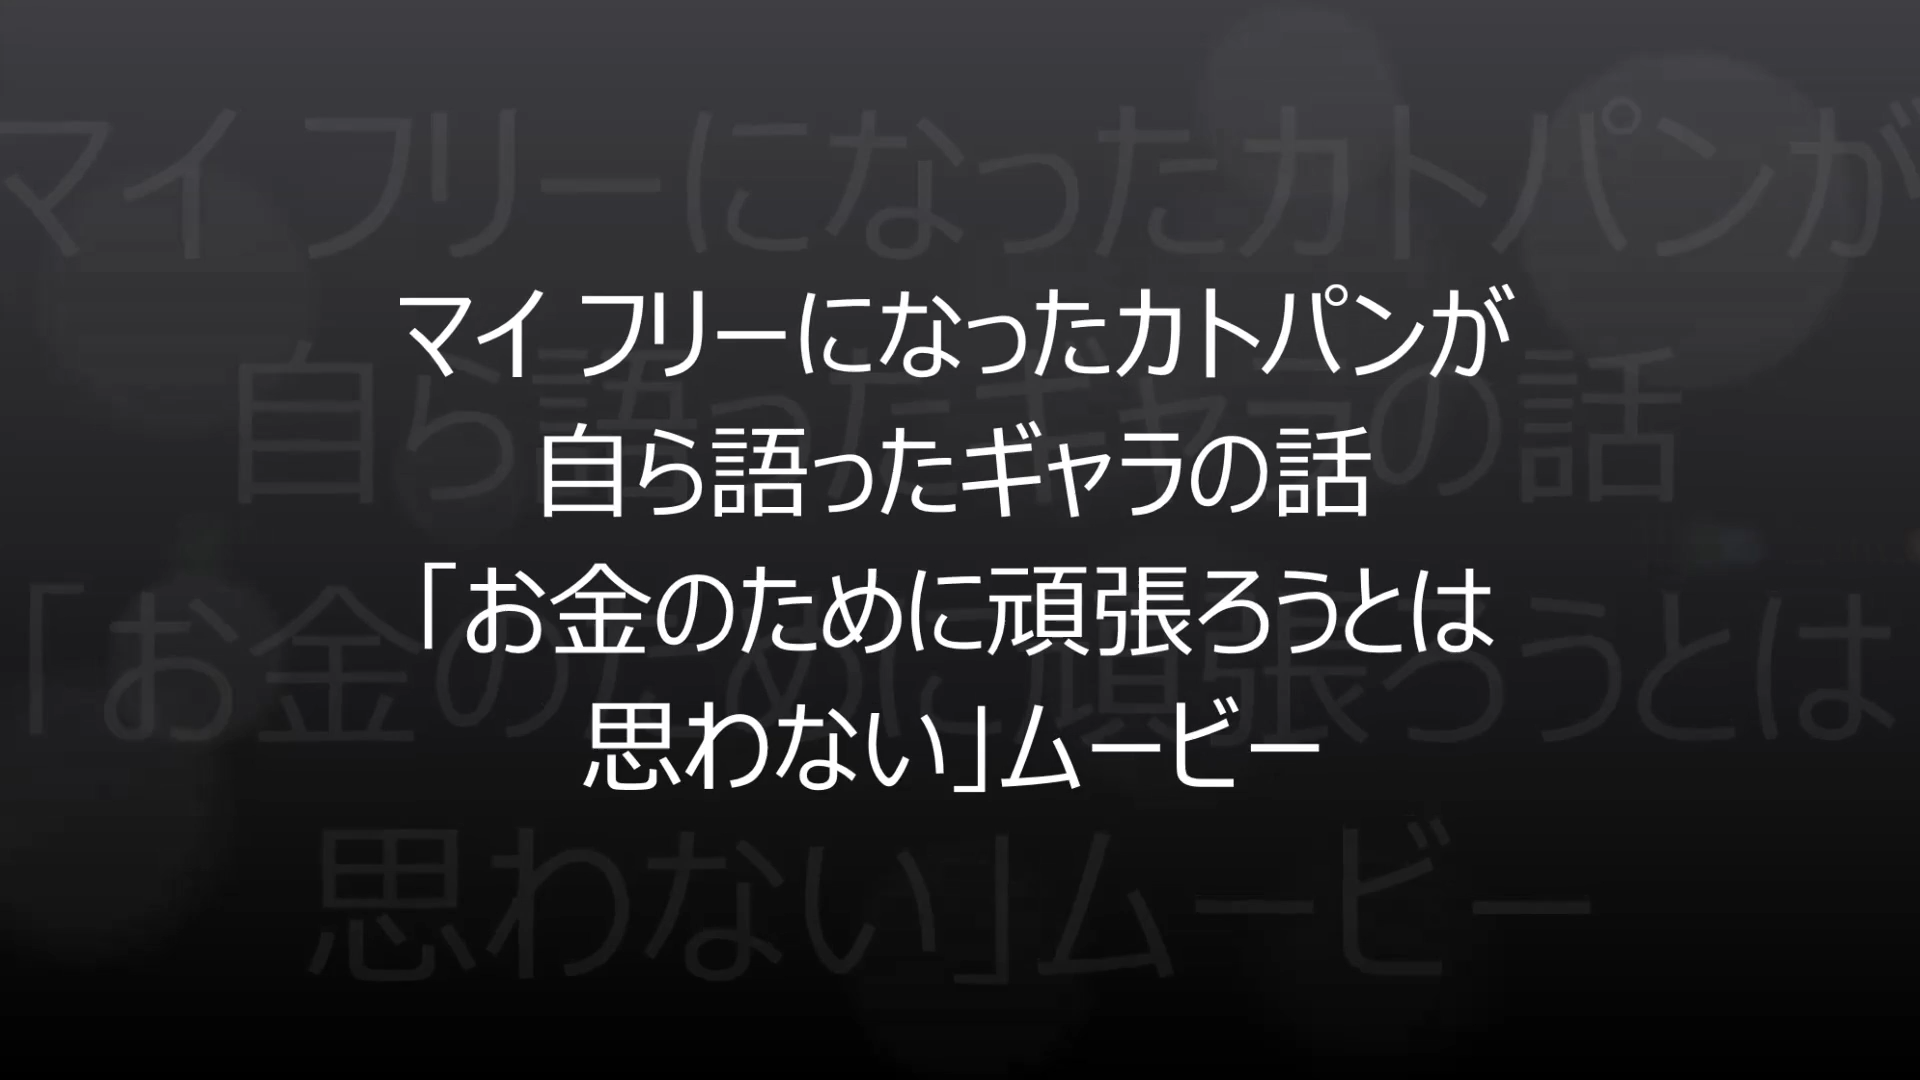 マイ フリーになったカトパンが
自ら語ったギャラの話
「お金のために頑張ろうとは
思わない」ムービー